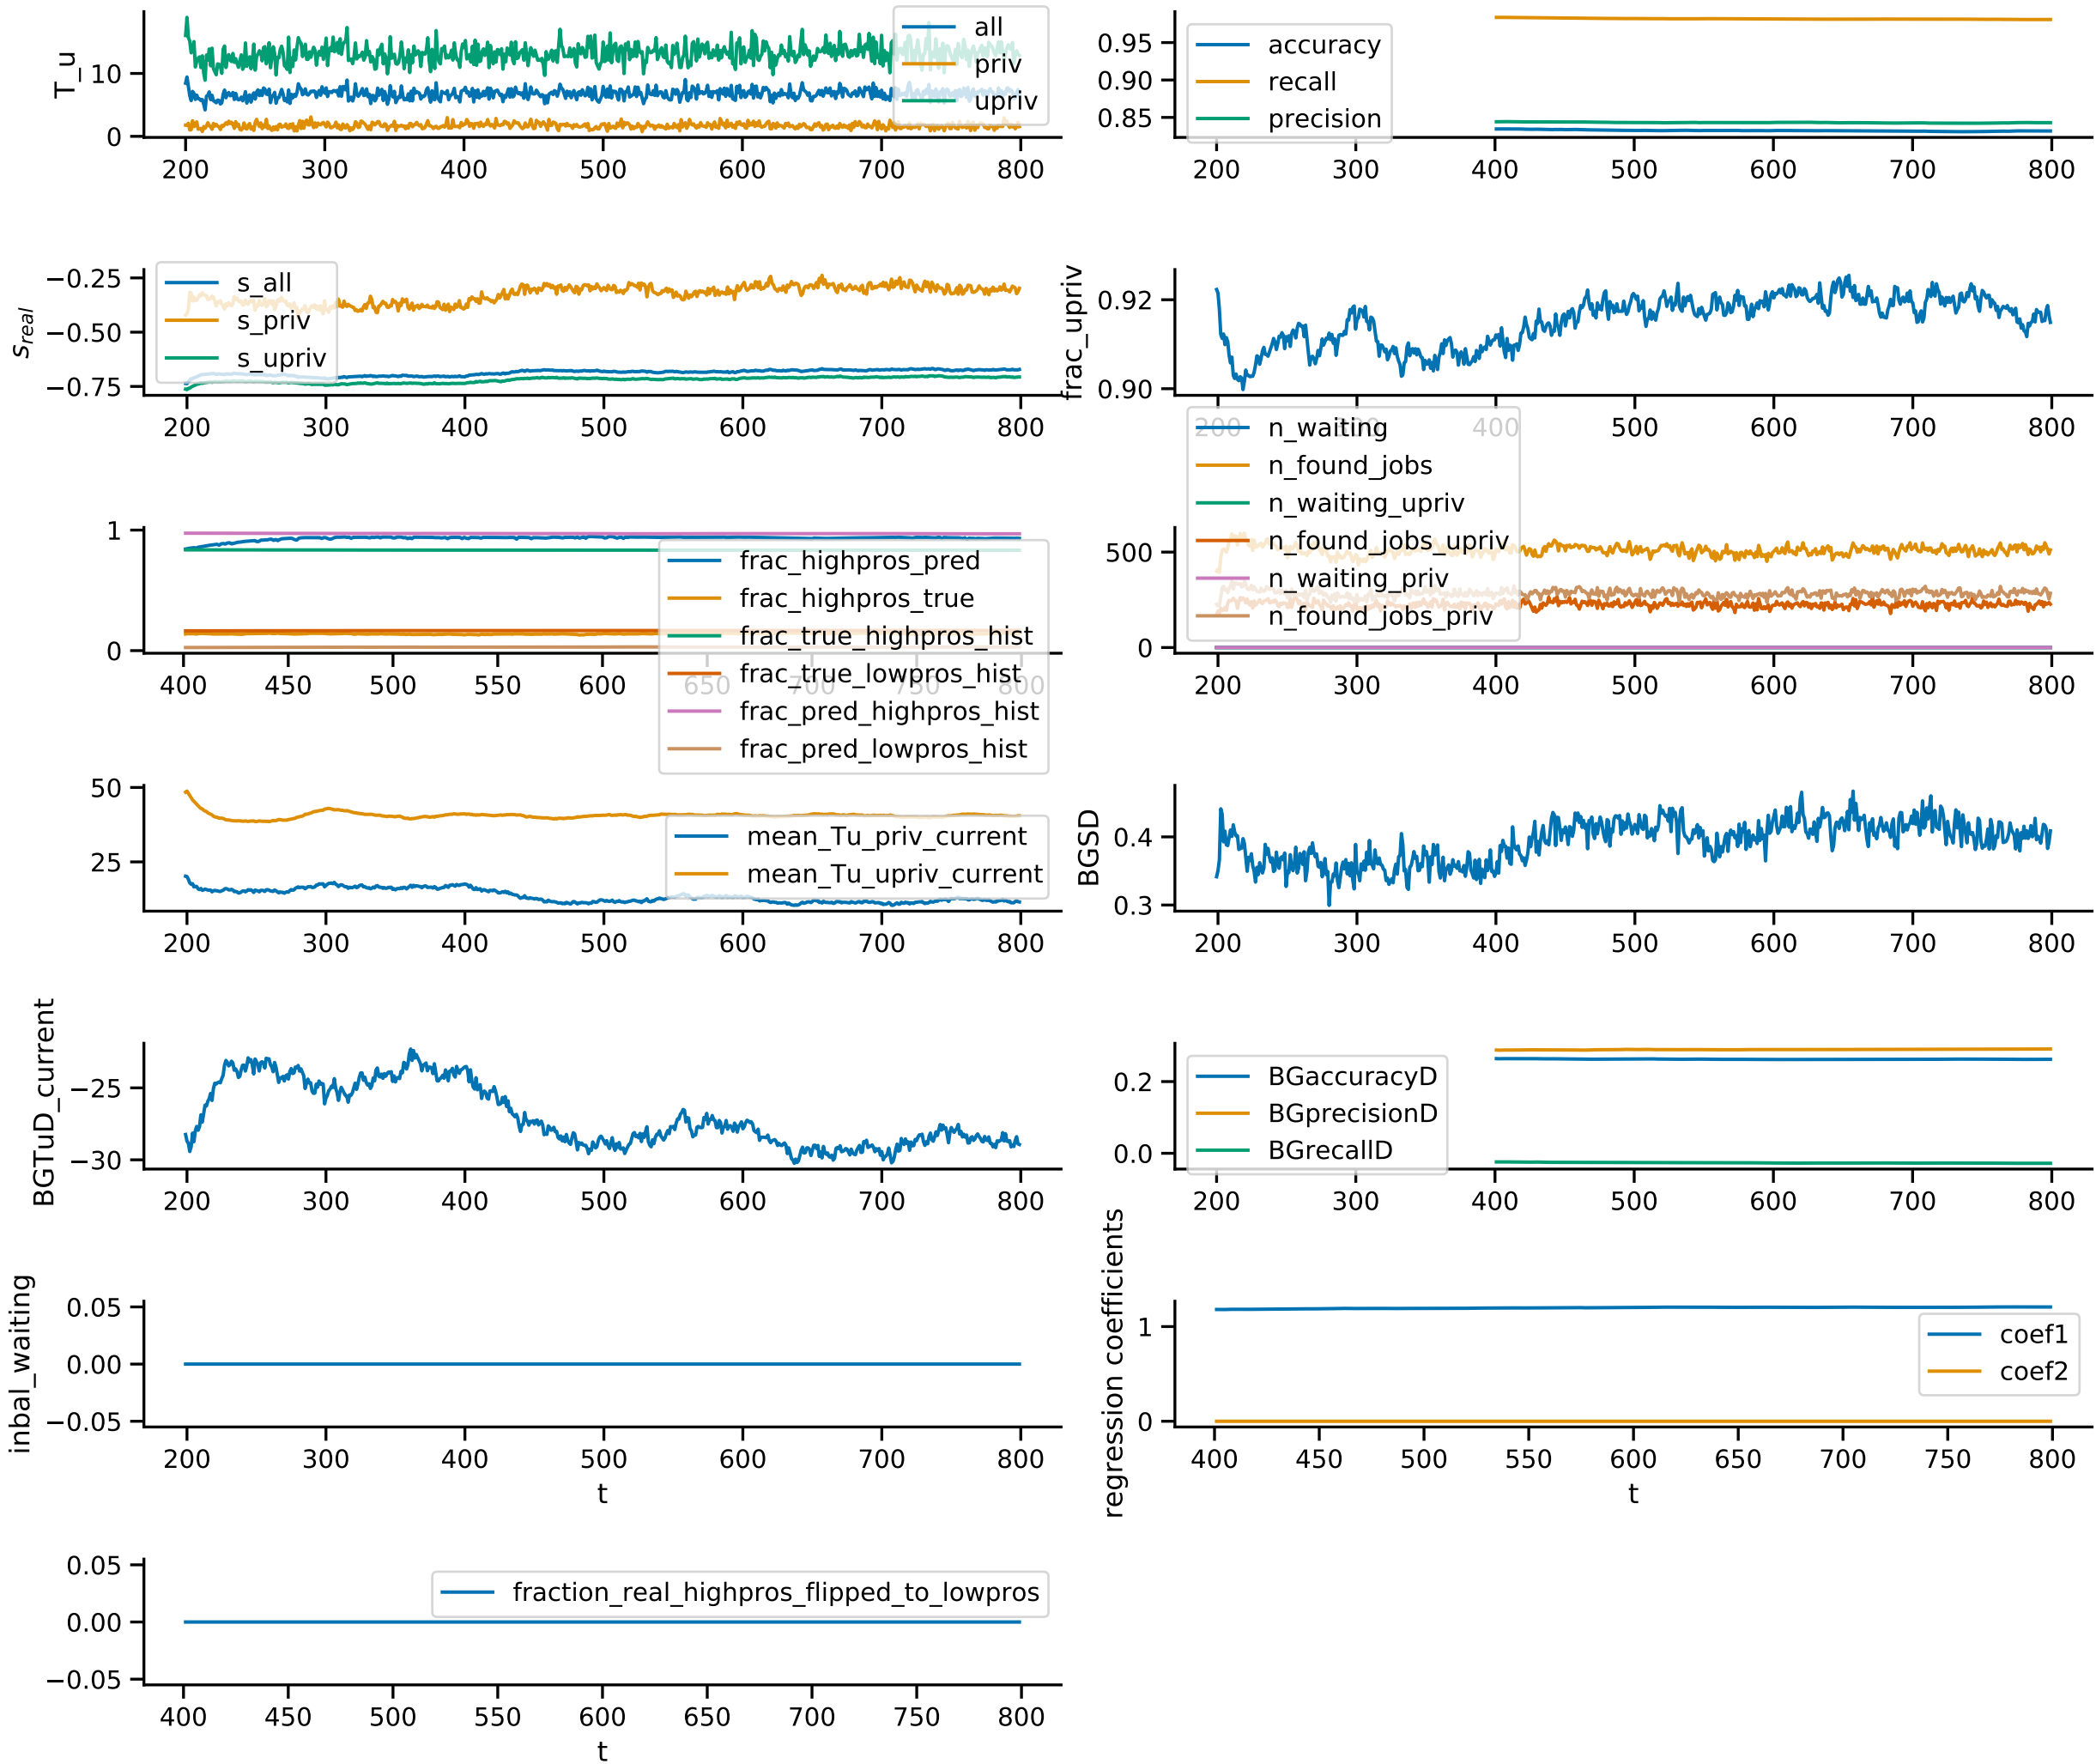 T_u
10
0
200 300 400 500 600 700 800
all
priv
upriv
0.95
0.90
0.85
200 300 400 500 600 700 800
accuracy
recall
precision
s_real
−0.25
−0.50
−0.75
200 300 400 500 600 700 800
s_all
s_priv
s_upriv
frac_upriv
0.92
0.90
200 300 400 500 600 700 800
1
0
400 450 500 550 600 650 700 750 800
frac_highpros_pred
frac_highpros_true
frac_true_highpros_hist
frac_true_lowpros_hist
frac_pred_highpros_hist
frac_pred_lowpros_hist
500
0
200 300 400 500 600 700 800
n_waiting
n_found_jobs
n_waiting_upriv
n_found_jobs_upriv
n_waiting_priv
n_found_jobs_priv
50
25
200 300 400 500 600 700 800
mean_Tu_priv_current
mean_Tu_upriv_current
BGSD
0.4
0.3
200 300 400 500 600 700 800
BGTuD_current
−25
−30
200 300 400 500 600 700 800
0.2
0.0
200 300 400 500 600 700 800
BGaccuracyD
BGprecisionD
BGrecallD
inbal_waiting
0.05
0.00
−0.05
200 300 400 500 600 700 800
t
regression coefficients
1
0
400 450 500 550 600 650 700 750 800
t
coef1
coef2
0.05
0.00
−0.05
400 450 500 550 600 650 700 750 800
t
fraction_real_highpros_flipped_to_lowpros